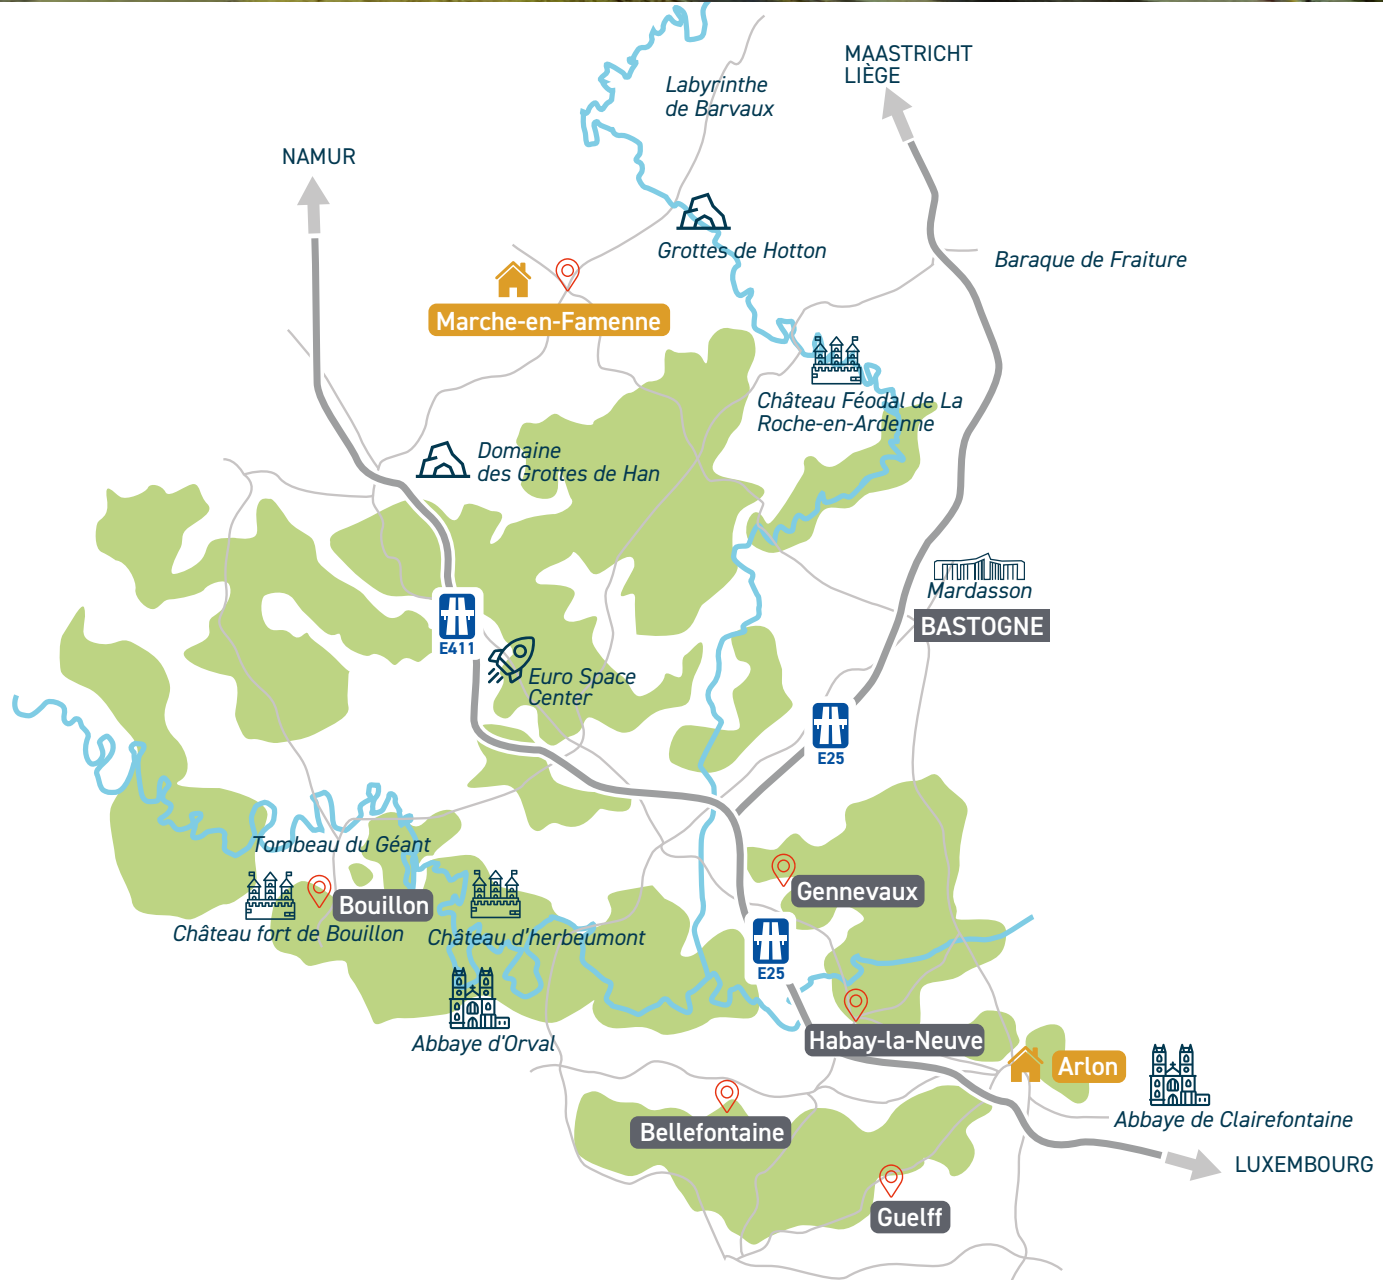 MAASTRICHT
LIÈGE
Labyrinthe
de Barvaux
NAMUR
Grottes de Hotton
Baraque de Fraiture
Marche-en-Famenne
Château Féodal de La
Roche-en-Ardenne
Domaine
des Grottes de Han
Mardasson
BASTOGNE
E411
Euro Space
Center
E25
Tombeau du Géant
Gennevaux
Bouillon
Château fort de Bouillon
Château d'herbeumont
E25
Abbaye d'Orval
Habay-la-Neuve
Arlon
Abbaye de Clairefontaine
Bellefontaine
LUXEMBOURG
Guelff